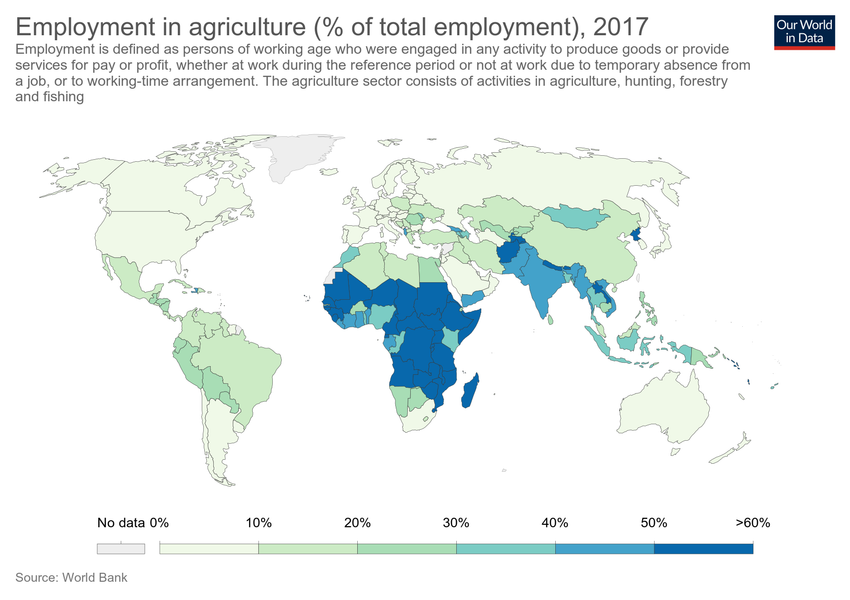 Employment in agriculture (% of total employment), 2017
Our World
in Data
Employment is defined as persons of working age who were engaged in any activity to produce goods or provide
services for pay or profit, whether at work during the reference period or not at work due to temporary absence from
a job, or to working-time arrangement. The agriculture sector consists of activities in agriculture, hunting, forestry
and fishing
No data 0% 10% 20% 30% 40% 50% >60%
Source: World Bank